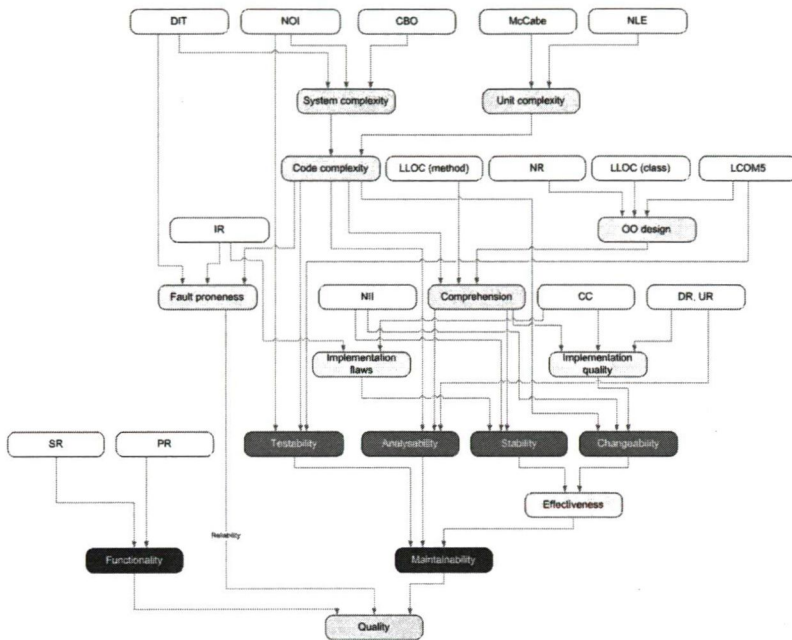 DIT
NOI
CBO
McCabe
NLE
System complexity
Unit complexity
Code complexity
LLOC (method)
NR
LLOC (class)
LCOM5
IR
OO design
Fault proneness
NII
Comprehension
CC
DR, UR
Implementation
flaws
Implementation
quality
SR
PR
Testability
Analysability
Stability
Changeability
Effectiveness
Reliability
Functionality
Maintainability
Quality